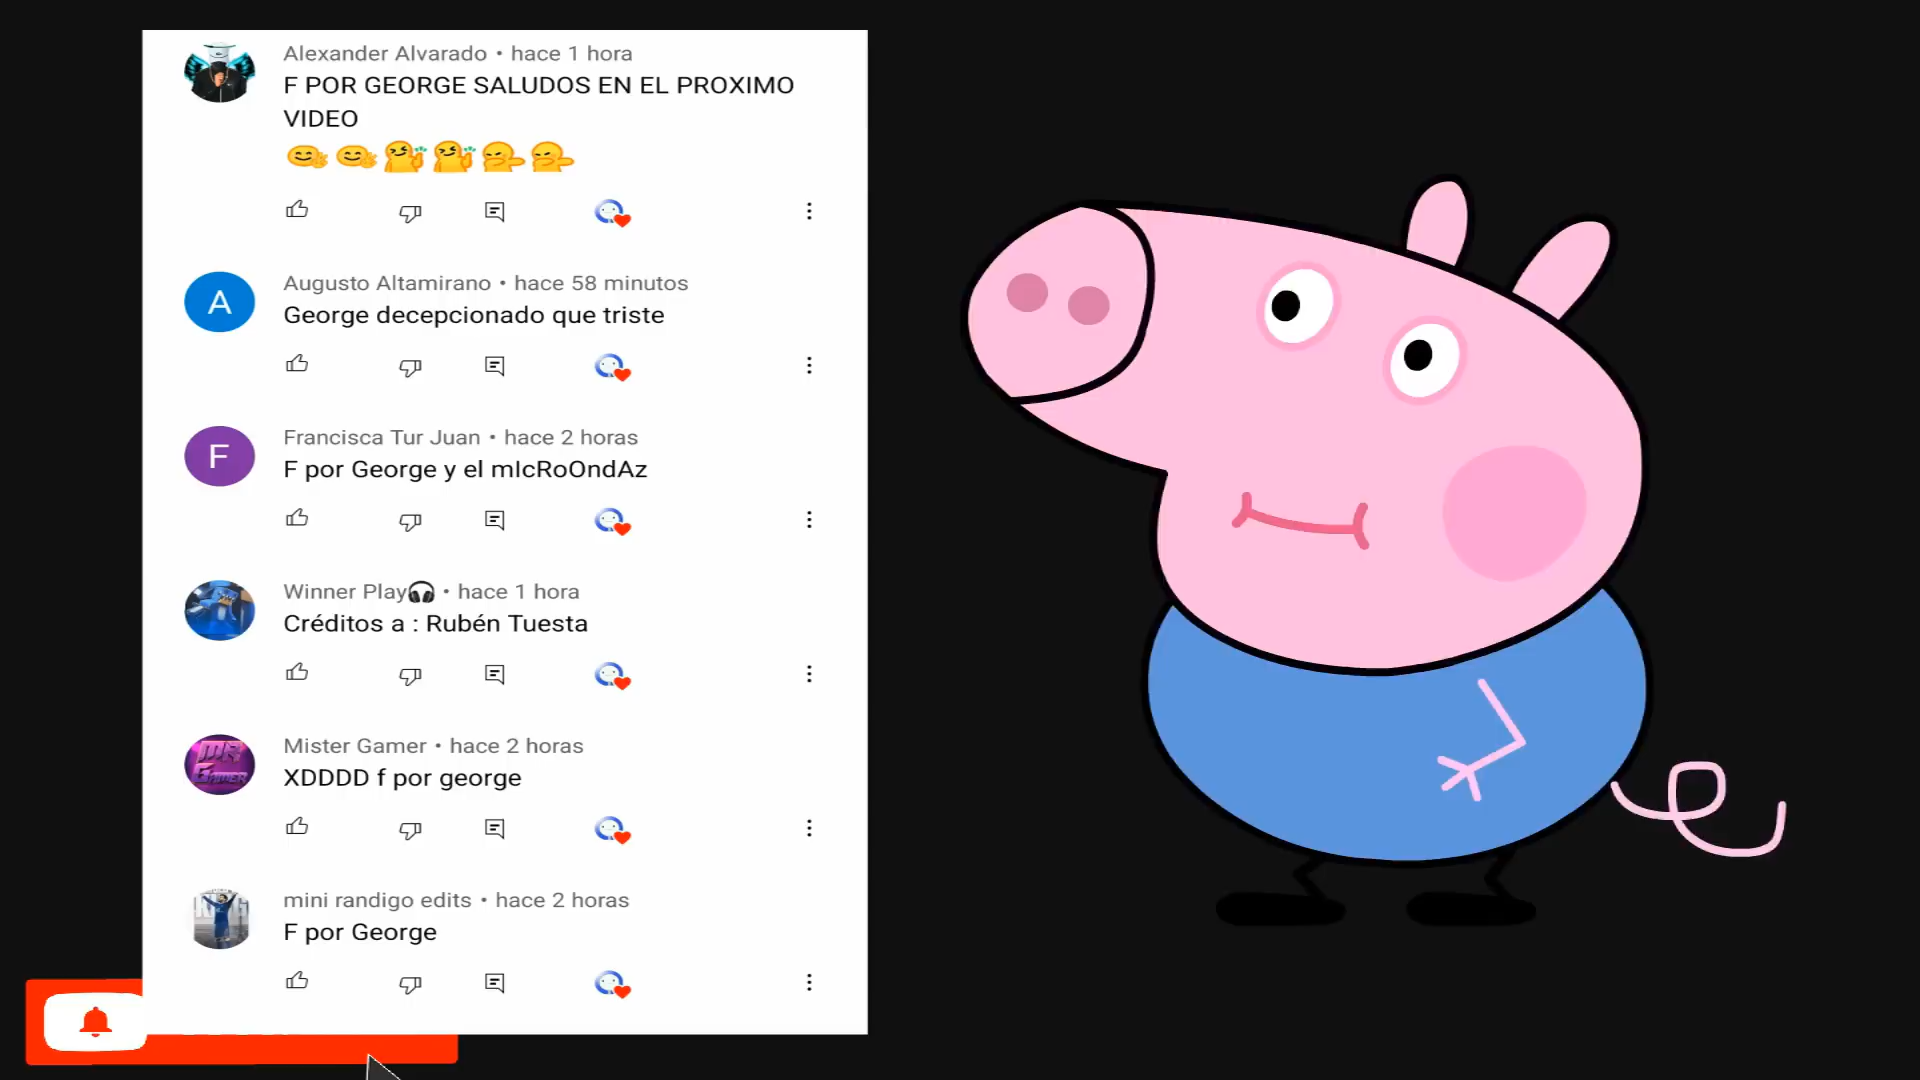 Alexander Alvarado • hace 1 hora
F POR GEORGE SALUDOS EN EL PROXIMO
VIDEO
A
Augusto Altamirano • hace 58 minutos
George decepcionado que triste
F
Francisca Tur Juan • hace 2 horas
F por George y el mIcRoOndAz
Winner Play🎧 • hace 1 hora
Créditos a : Rubén Tuesta
Mister Gamer • hace 2 horas
XDDDD f por george
mini randigo edits • hace 2 horas
F por George